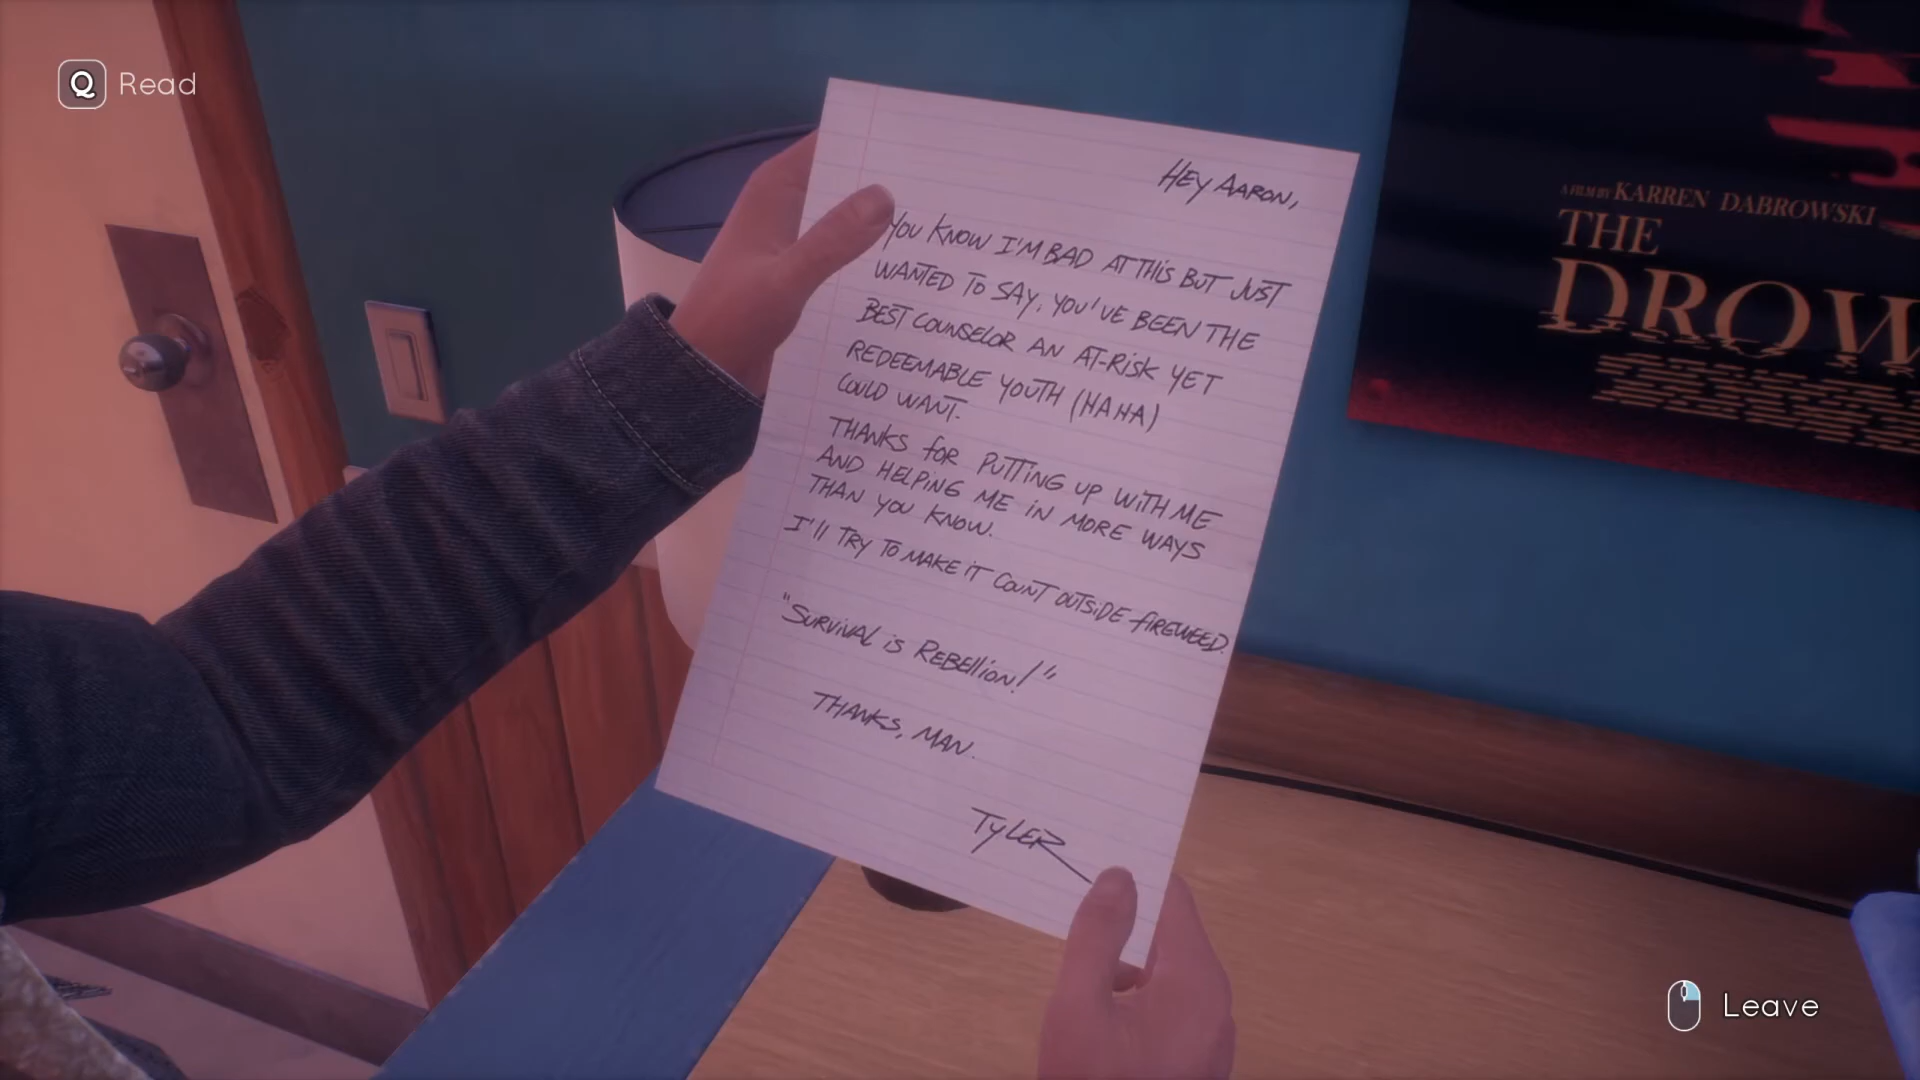 Q Read
HEY AARON,
YOU KNOW I'M BAD AT THIS BUT JUST
WANTED TO SAY, YOU'VE BEEN THE
BEST COUNSELOR AN AT-RISK YET
REDEEMABLE YOUTH (HAHA)
COULD WANT.
THANKS FOR PUTTING UP WITH ME
AND HELPING ME IN MORE WAYS
THAN YOU KNOW.
I'll TRY TO MAKE IT COUNT OUTSIDE FIREWEED.
"SURVIVAL IS REBELLION!"
THANKS, MAN.
TYLER
A FILM BY KARREN DABROWSKI
THE
DROW
Leave